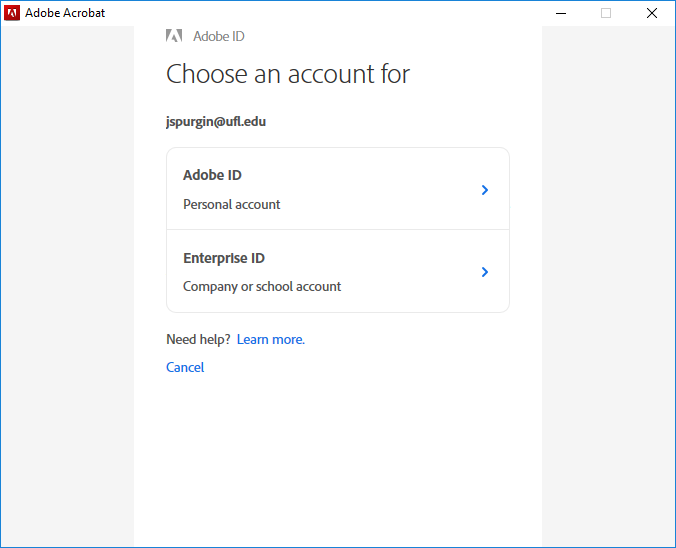 Adobe Acrobat
Adobe ID
Choose an account for
jspurgin@ufl.edu
Adobe ID
Personal account
Enterprise ID
Company or school account
Need help? Learn more.
Cancel